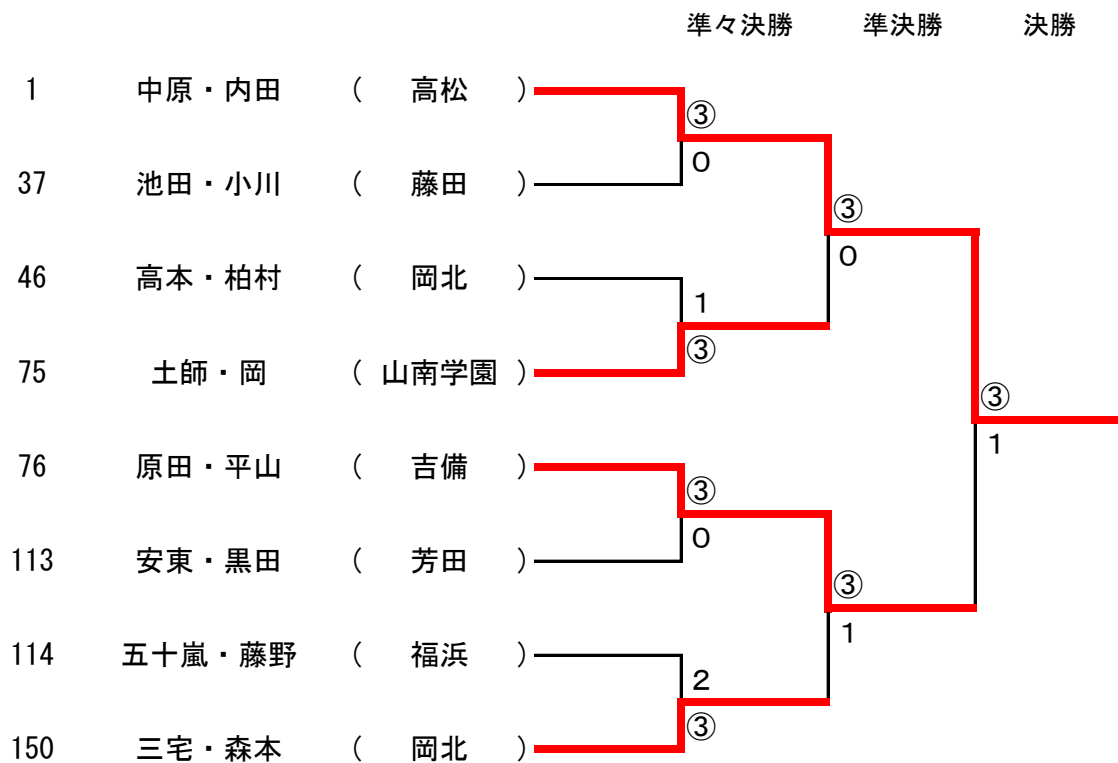 準々決勝 準決勝 決勝
1 中原・内田 ( 高松 )
③
0
37 池田・小川 ( 藤田 )
③
0
46 高本・柏村 ( 岡北 )
1
③
75 土師・岡 ( 山南学園 )
③
1
76 原田・平山 ( 吉備 )
③
0
113 安東・黒田 ( 芳田 )
③
1
114 五十嵐・藤野 ( 福浜 )
2
③
150 三宅・森本 ( 岡北 )